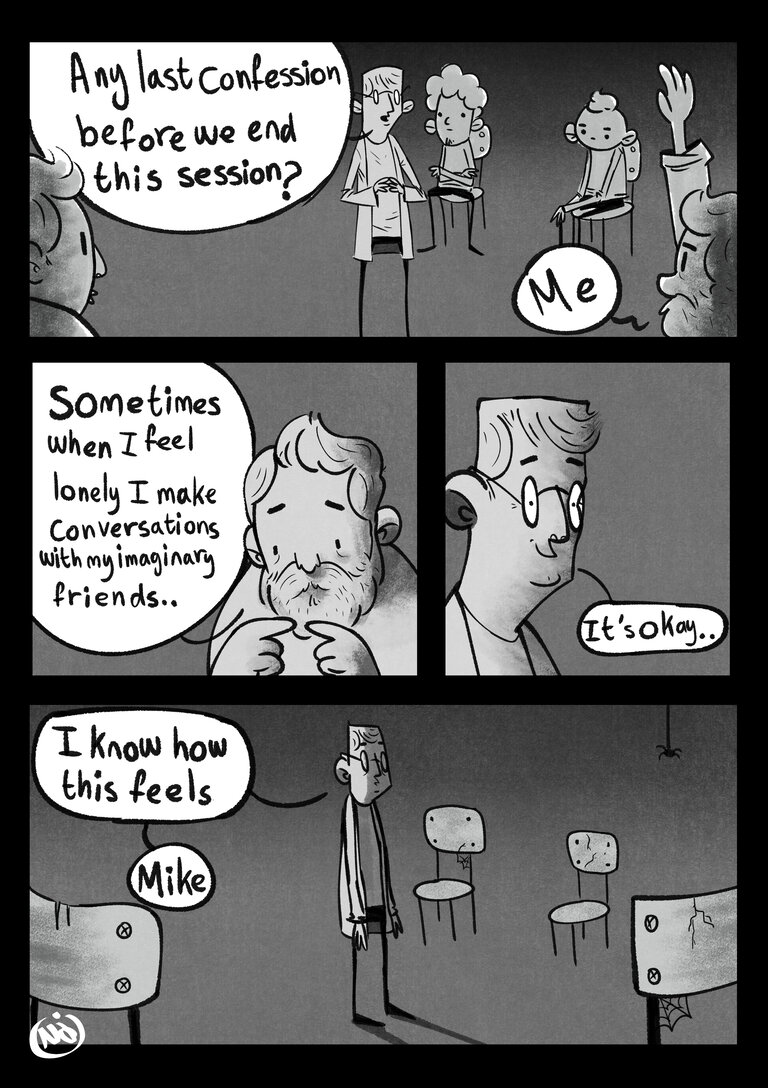 Any last Confession
before we end
this session?
Me
Sometimes
when I feel
lonely I make
Conversations
with my imaginary
friends..
It's okay..
I know how
this feels
Mike